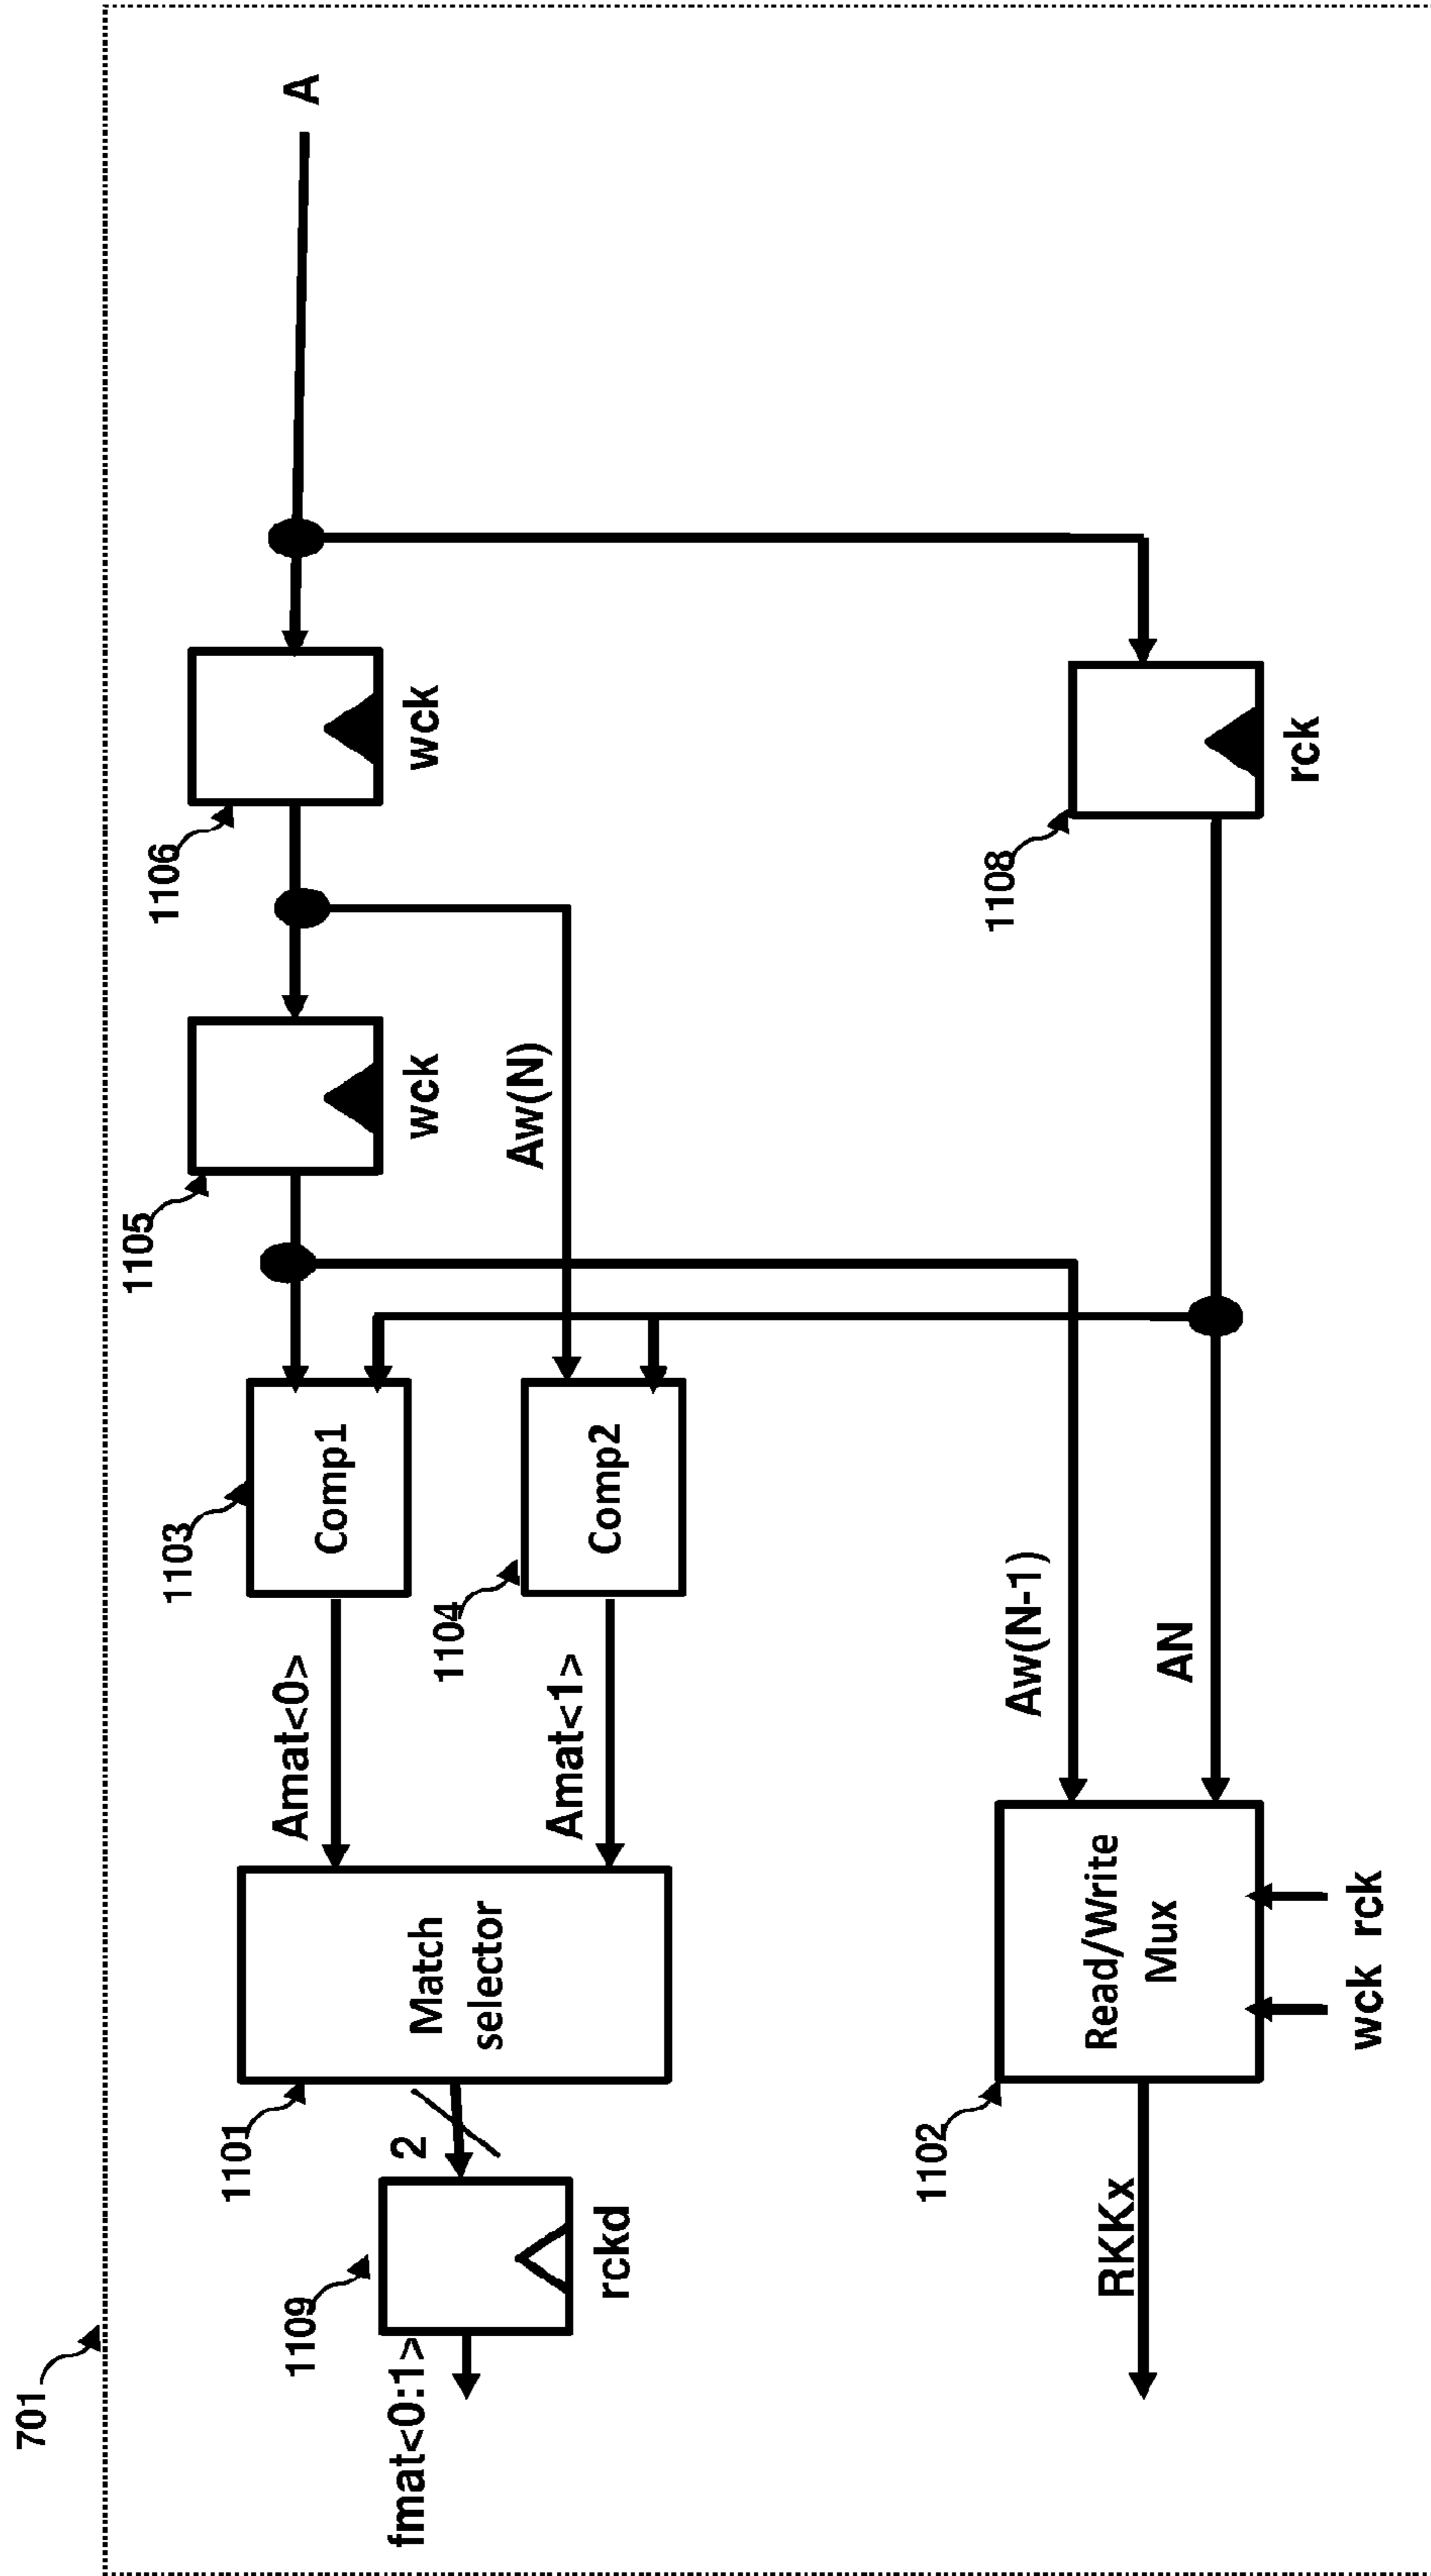 701
A
1106
wck
1105
wck
Aw(N)
1108
rck
1103
Comp1
1104
Comp2
Amat<0>
Amat<1>
Aw(N-1)
AN
1101
Match
selector
1102
Read/Write
Mux
wck rck
2
1109
rckd
fmat<0:1>
RKKx